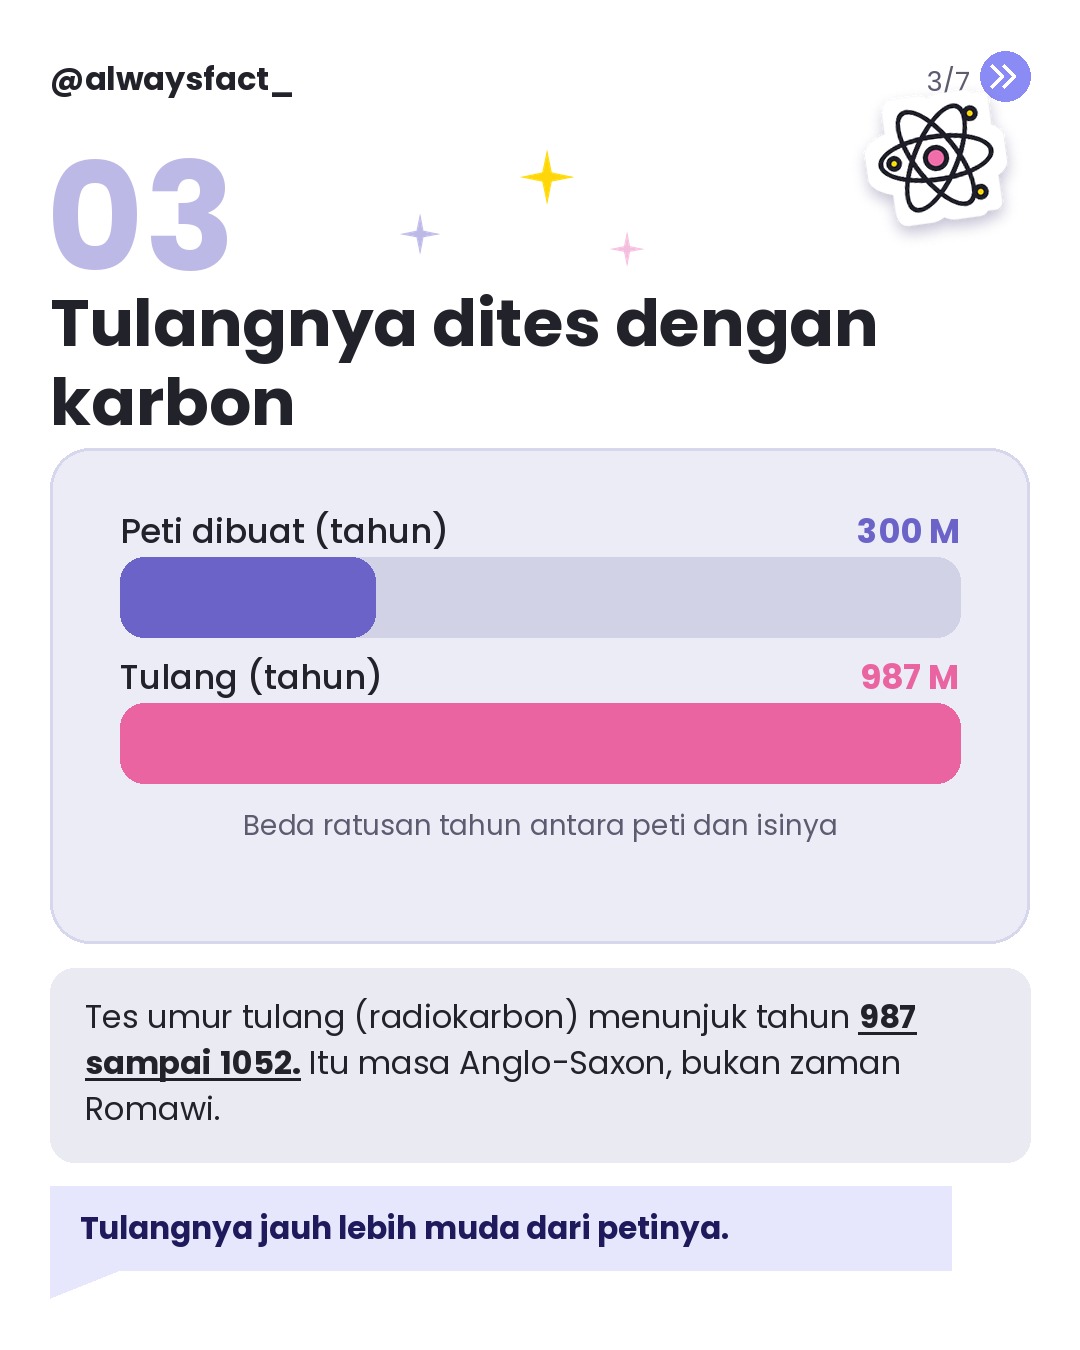 @alwaysfact_
3/7
03
Tulangnya dites dengan
karbon
Peti dibuat (tahun)
300 M
Tulang (tahun)
987 M
Beda ratusan tahun antara peti dan isinya
Tes umur tulang (radiokarbon) menunjuk tahun 987
sampai 1052. Itu masa Anglo-Saxon, bukan zaman
Romawi.
Tulangnya jauh lebih muda dari petinya.